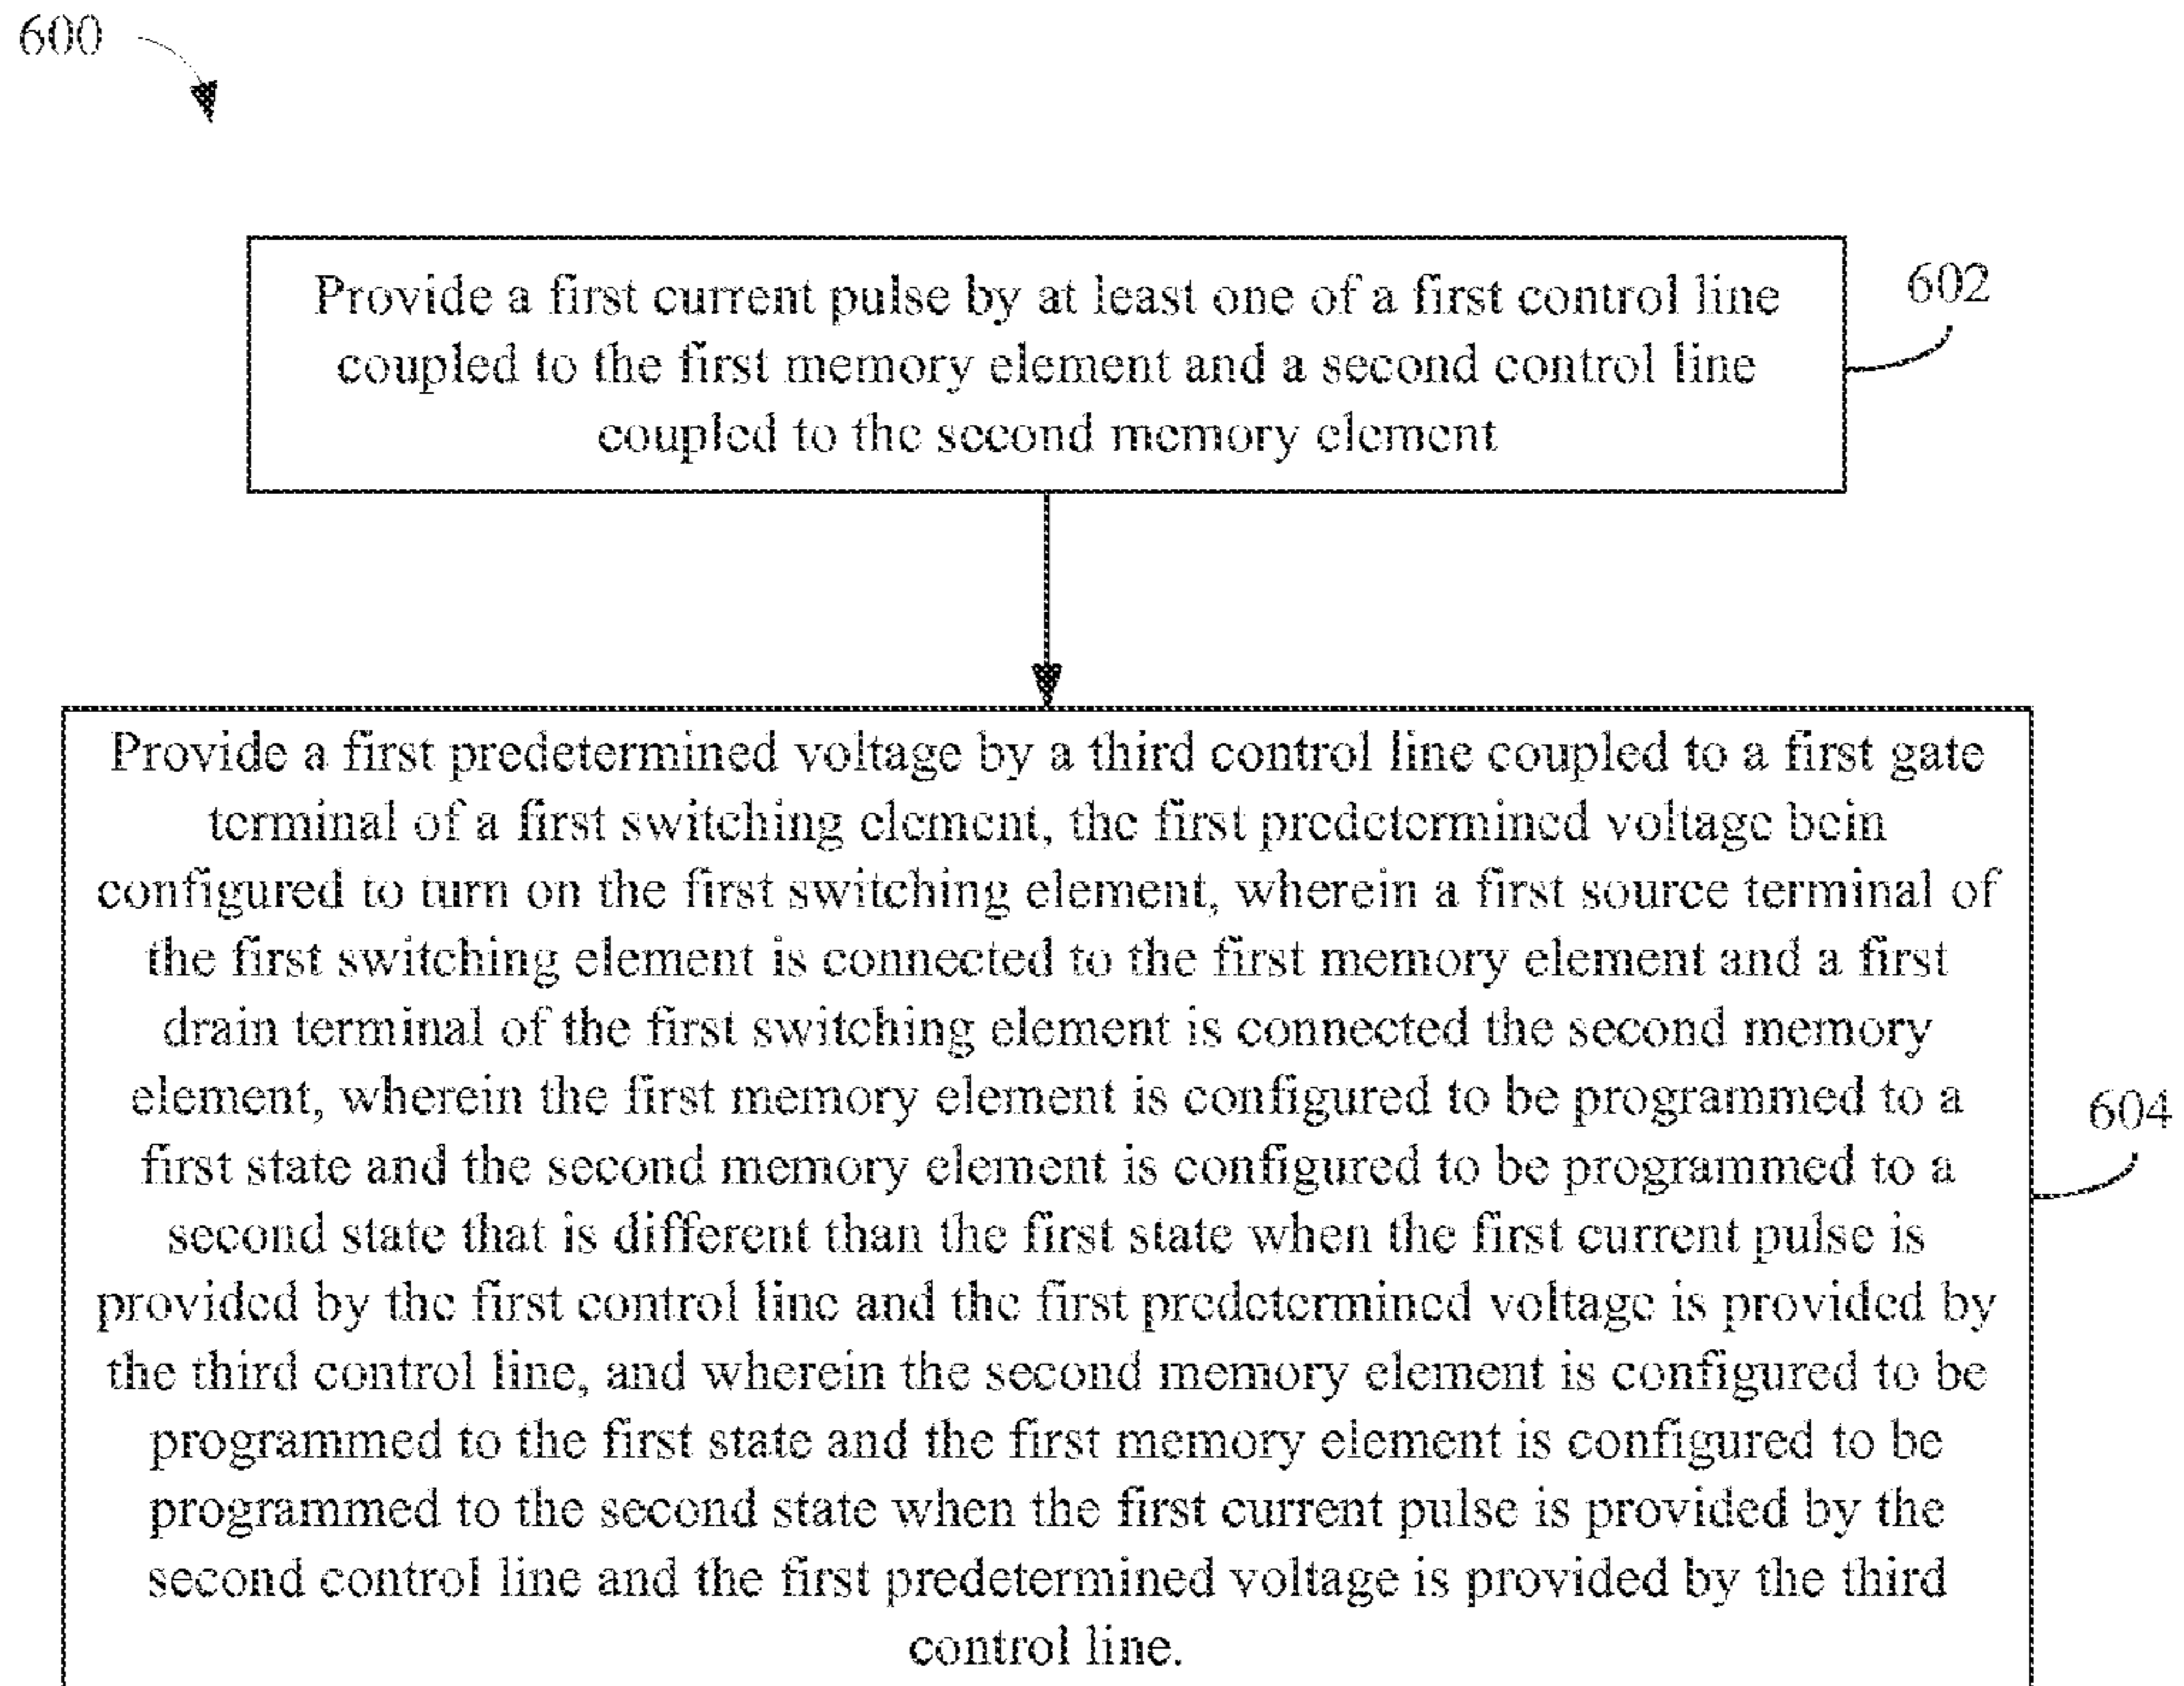 600
Provide a first current pulse by at least one of a first control line
602
coupled to the first memory element and a second control line
coupled to the second memory element
Provide a first predetermined voltage by a third control line coupled to a first gate
terminal of a first switching element, the first predetermined voltage bein
configured to turn on the first switching element, wherein a first source terminal of
the first switching element is connected to the first memory element and a first
drain terminal of the first switching element is connected the second memory
element, wherein the first memory element is configured to be programmed to a
604
first state and the second memory element is configured to be programmed to a
second state that is different than the first state when the first current pulse is
provided by the first control line and the first predetermined voltage is provided by
the third control line, and wherein the second memory element is configured to be
programmed to the first state and the first memory element is configured to be
programmed to the second state when the first current pulse is provided by the
second control line and the first predetermined voltage is provided by the third
control line.